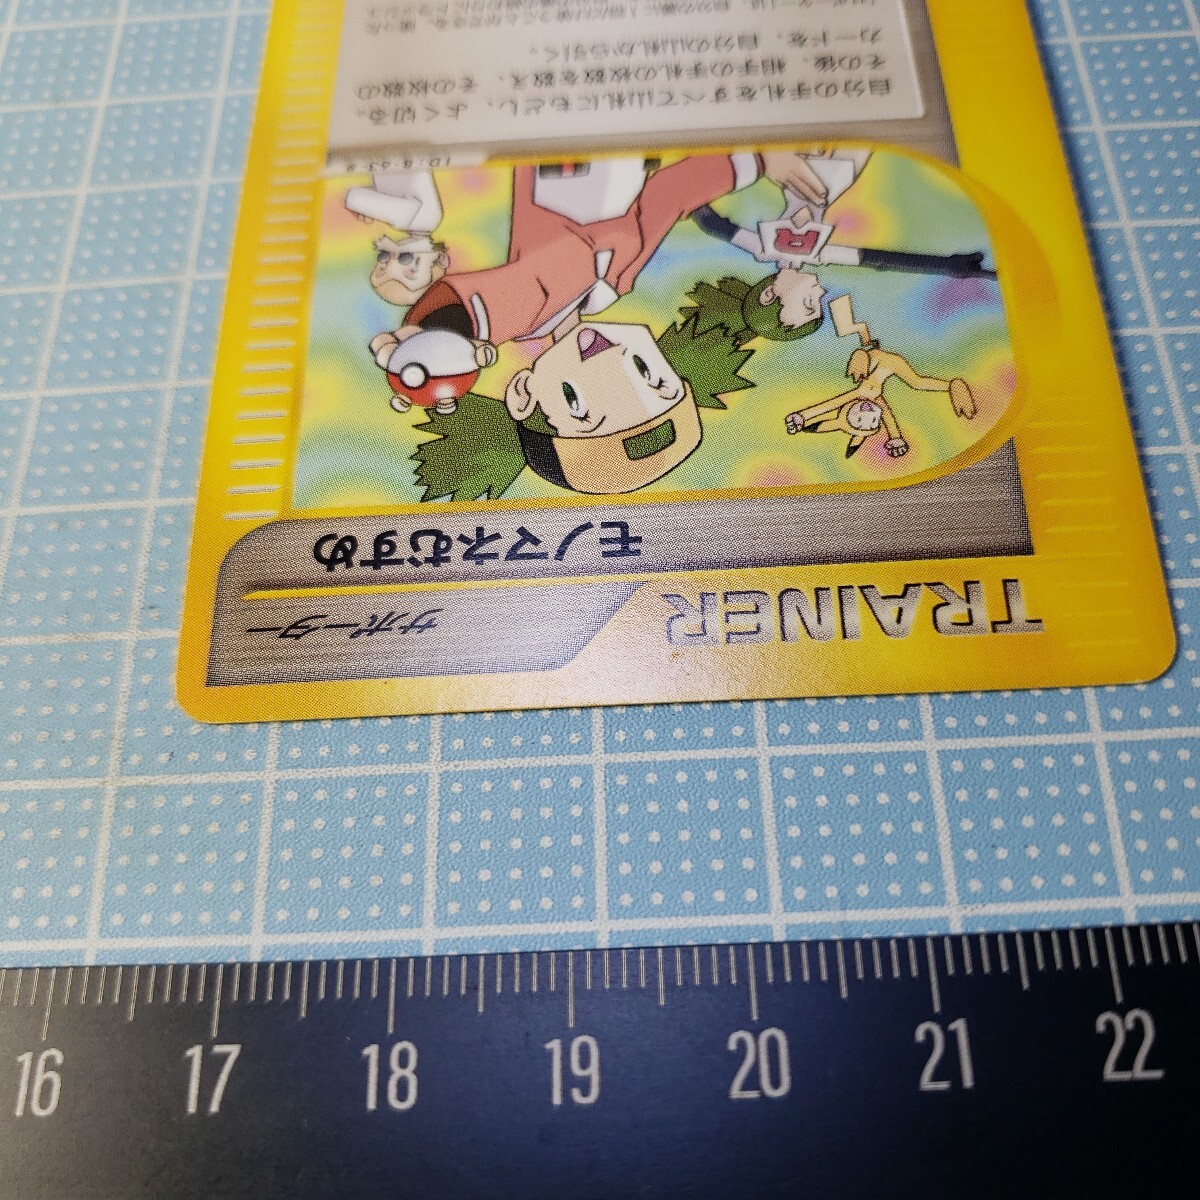 TRAINER
サポーター
モノマネむすめ
自分の手札をすべて山札にもどし、よく切る。
その後、相手の手札の枚数を数え、その枚数の
カードを、自分の山札から引く。
16 17 18 19 20 21 22